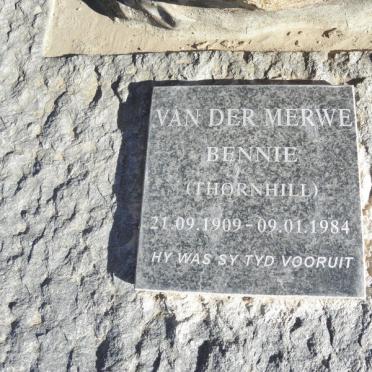 VAN DER MERWE
BENNIE
(THORNHILL)
21.09.1909 - 09.01.1984
HY WAS SY TYD VOORUIT